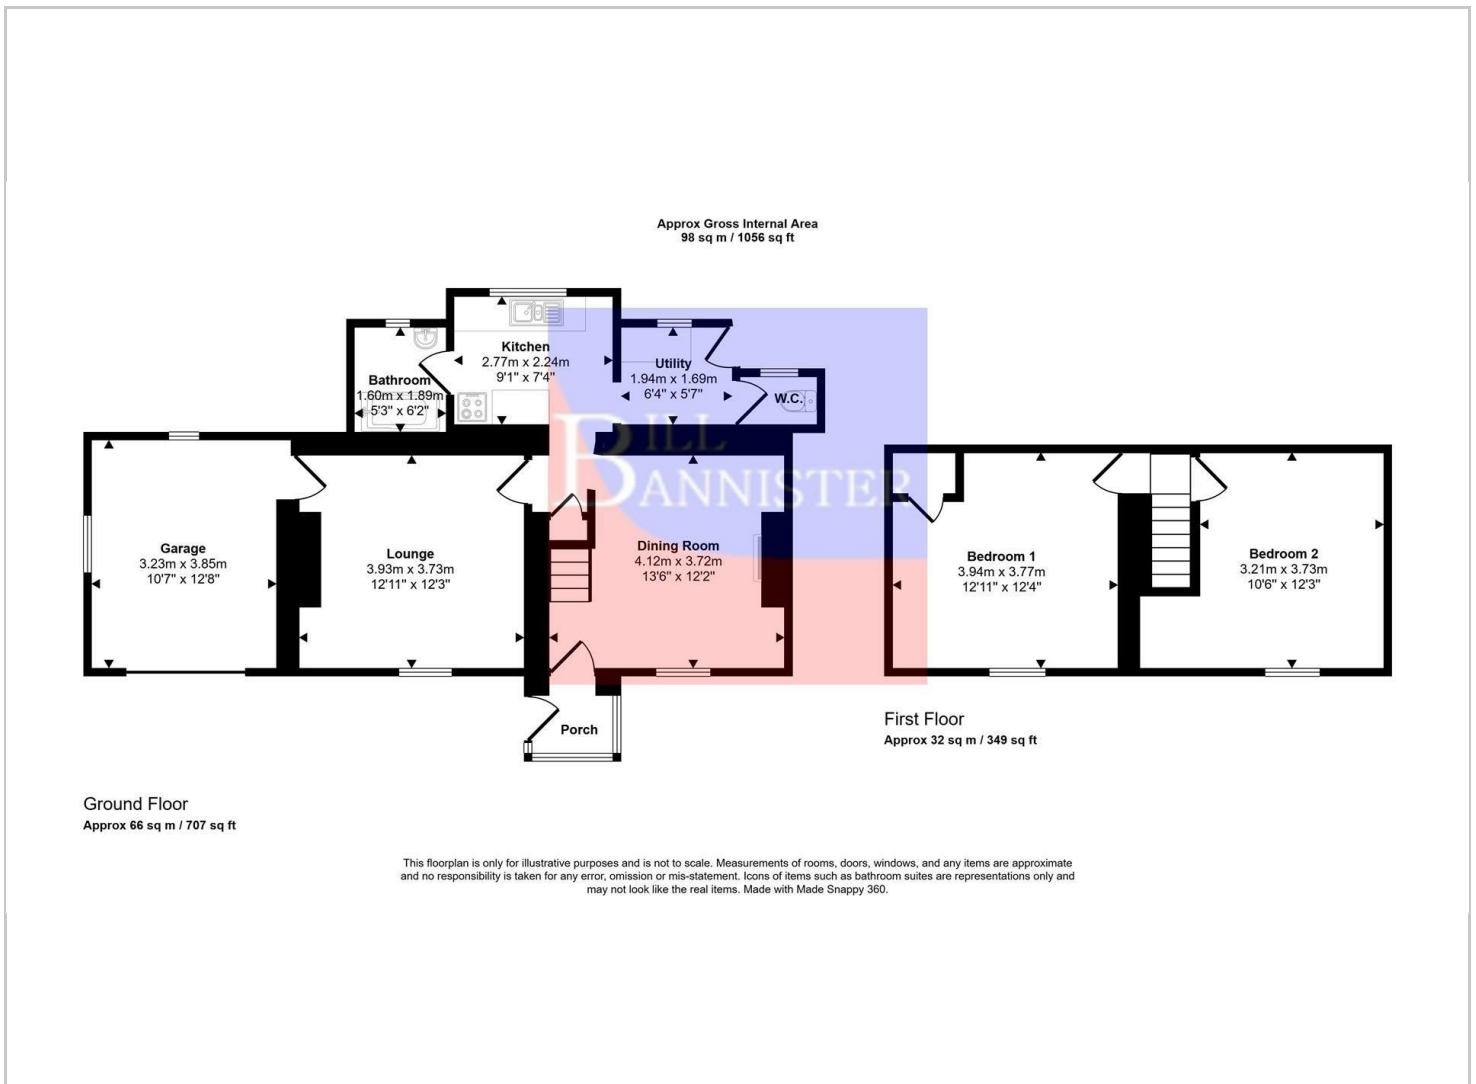 Approx Gross Internal Area
98 sq m / 1056 sq ft
Kitchen
2.77m x 2.24m
9'1" x 7'4"
Utility
1.94m x 1.69m
6'4" x 5'7"
Bathroom
1.60m x 1.89m
5'3" x 6'2"
W.C.
BILL
BANNISTER
Garage
3.23m x 3.85m
10'7" x 12'8"
Lounge
3.93m x 3.73m
12'11" x 12'3"
Dining Room
4.12m x 3.72m
13'6" x 12'2"
Bedroom 1
3.94m x 3.77m
12'11" x 12'4"
Bedroom 2
3.21m x 3.73m
10'6" x 12'3"
Porch
First Floor
Approx 32 sq m / 349 sq ft
Ground Floor
Approx 66 sq m / 707 sq ft
This floorplan is only for illustrative purposes and is not to scale. Measurements of rooms, doors, windows, and any items are approximate
and no responsibility is taken for any error, omission or mis-statement. Icons of items such as bathroom suites are representations only and
may not look like the real items. Made with Made Snappy 360.